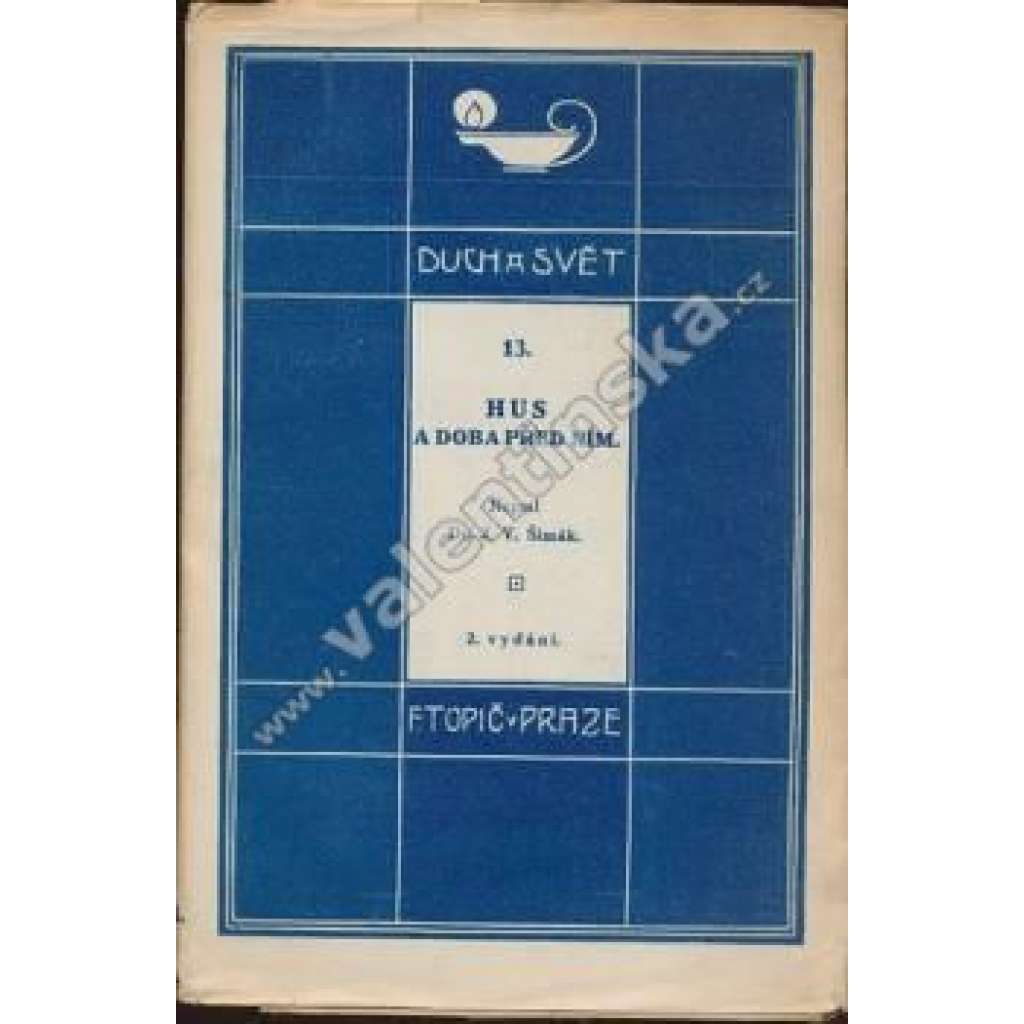 DUCH A SVĚT
13.
HUS
A DOBA PŘED NÍM.
Napsal
V. Šimák.
2. vydání.
F. TOPIČ V PRAZE
www.valentinska.cz